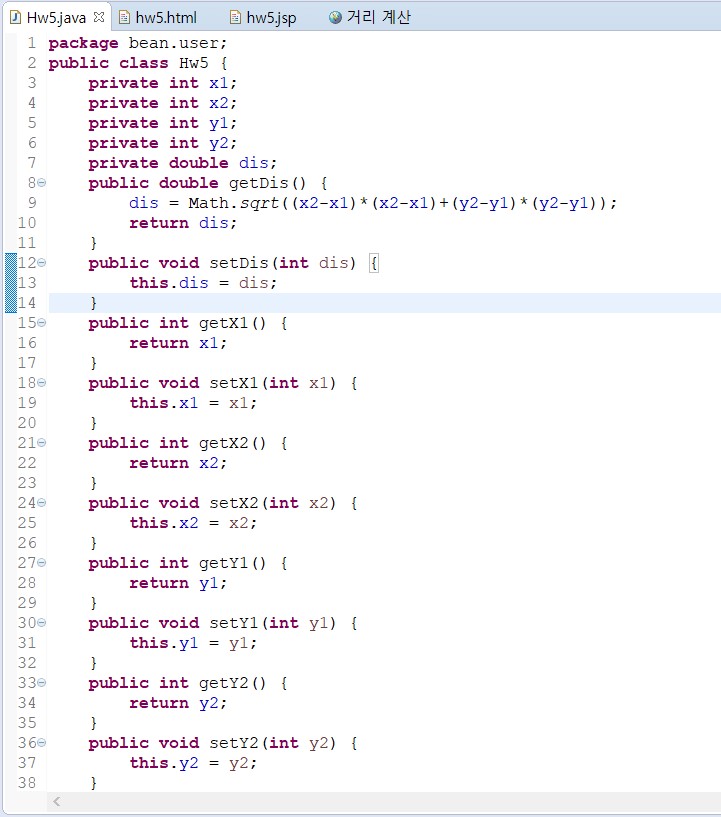 Hw5.java hw5.html hw5.jsp 거리 계산
1 package bean.user;
2 public class Hw5 {
3     private int x1;
4     private int x2;
5     private int y1;
6     private int y2;
7     private double dis;
8     public double getDis() {
9         dis = Math.sqrt((x2-x1)*(x2-x1)+(y2-y1)*(y2-y1));
10         return dis;
11     }
12     public void setDis(int dis) {
13         this.dis = dis;
14     }
15     public int getX1() {
16         return x1;
17     }
18     public void setX1(int x1) {
19         this.x1 = x1;
20     }
21     public int getX2() {
22         return x2;
23     }
24     public void setX2(int x2) {
25         this.x2 = x2;
26     }
27     public int getY1() {
28         return y1;
29     }
30     public void setY1(int y1) {
31         this.y1 = y1;
32     }
33     public int getY2() {
34         return y2;
35     }
36     public void setY2(int y2) {
37         this.y2 = y2;
38     }